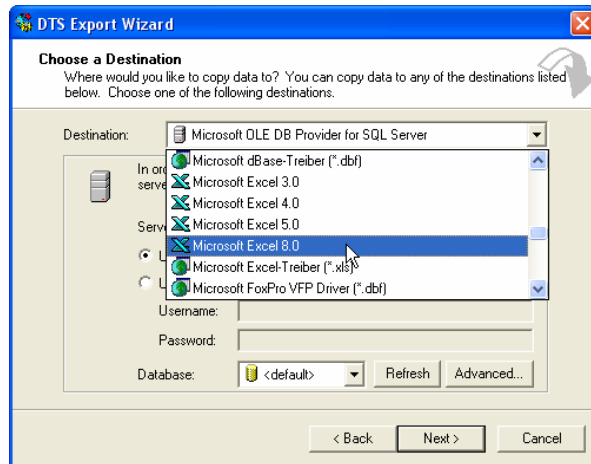 DTS Export Wizard
Choose a Destination
Where would you like to copy data to? You can copy data to any of the destinations listed
below. Choose one of the following destinations.
Destination: Microsoft OLE DB Provider for SQL Server
Microsoft dBase-Treiber (*.dbf)
Microsoft Excel 3.0
Microsoft Excel 4.0
Microsoft Excel 5.0
Microsoft Excel 8.0
Microsoft Excel-Treiber (*.xls)
Microsoft FoxPro VFP Driver (*.dbf)
Username:
Password:
Database: <default> Refresh Advanced...
< Back Next > Cancel